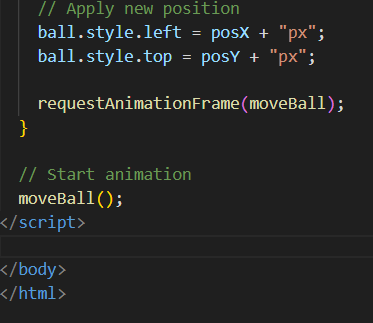 // Apply new position
ball.style.left = posX + "px";
ball.style.top = posY + "px";
requestAnimationFrame(moveBall);
}
// Start animation
moveBall();
</script>
</body>
</html>